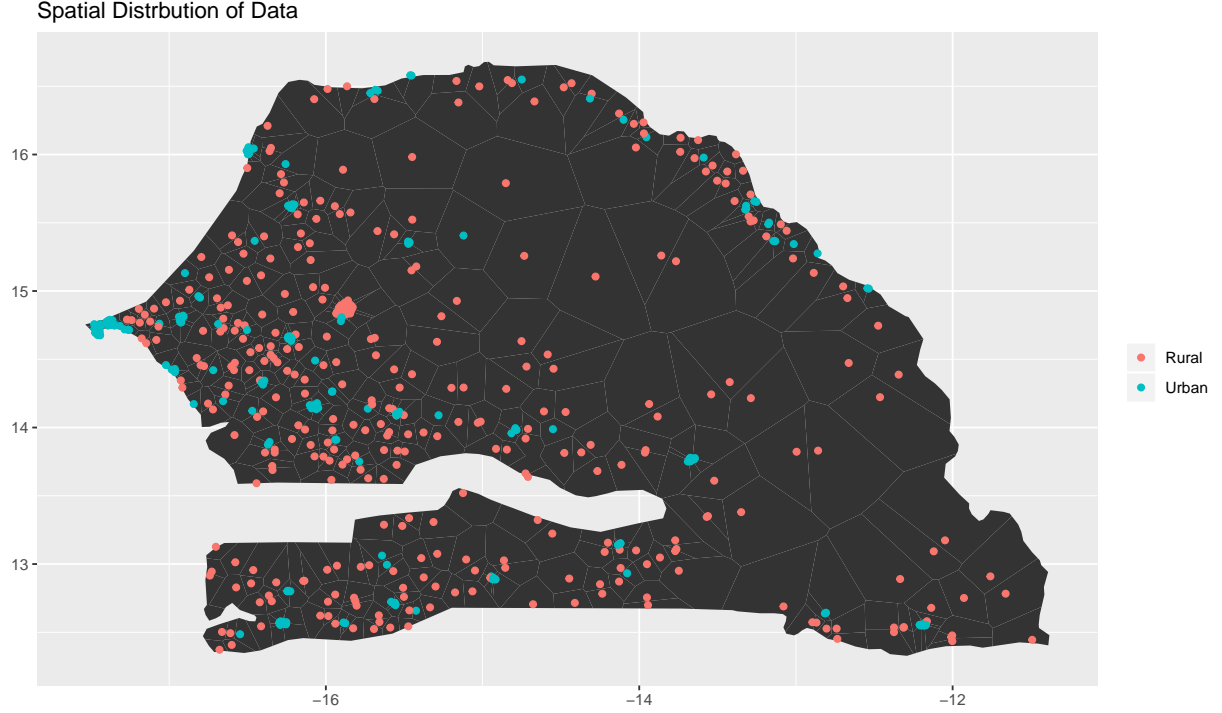 Spatial Distrbution of Data
16
15
14
13
−16
−14
−12
Rural
Urban